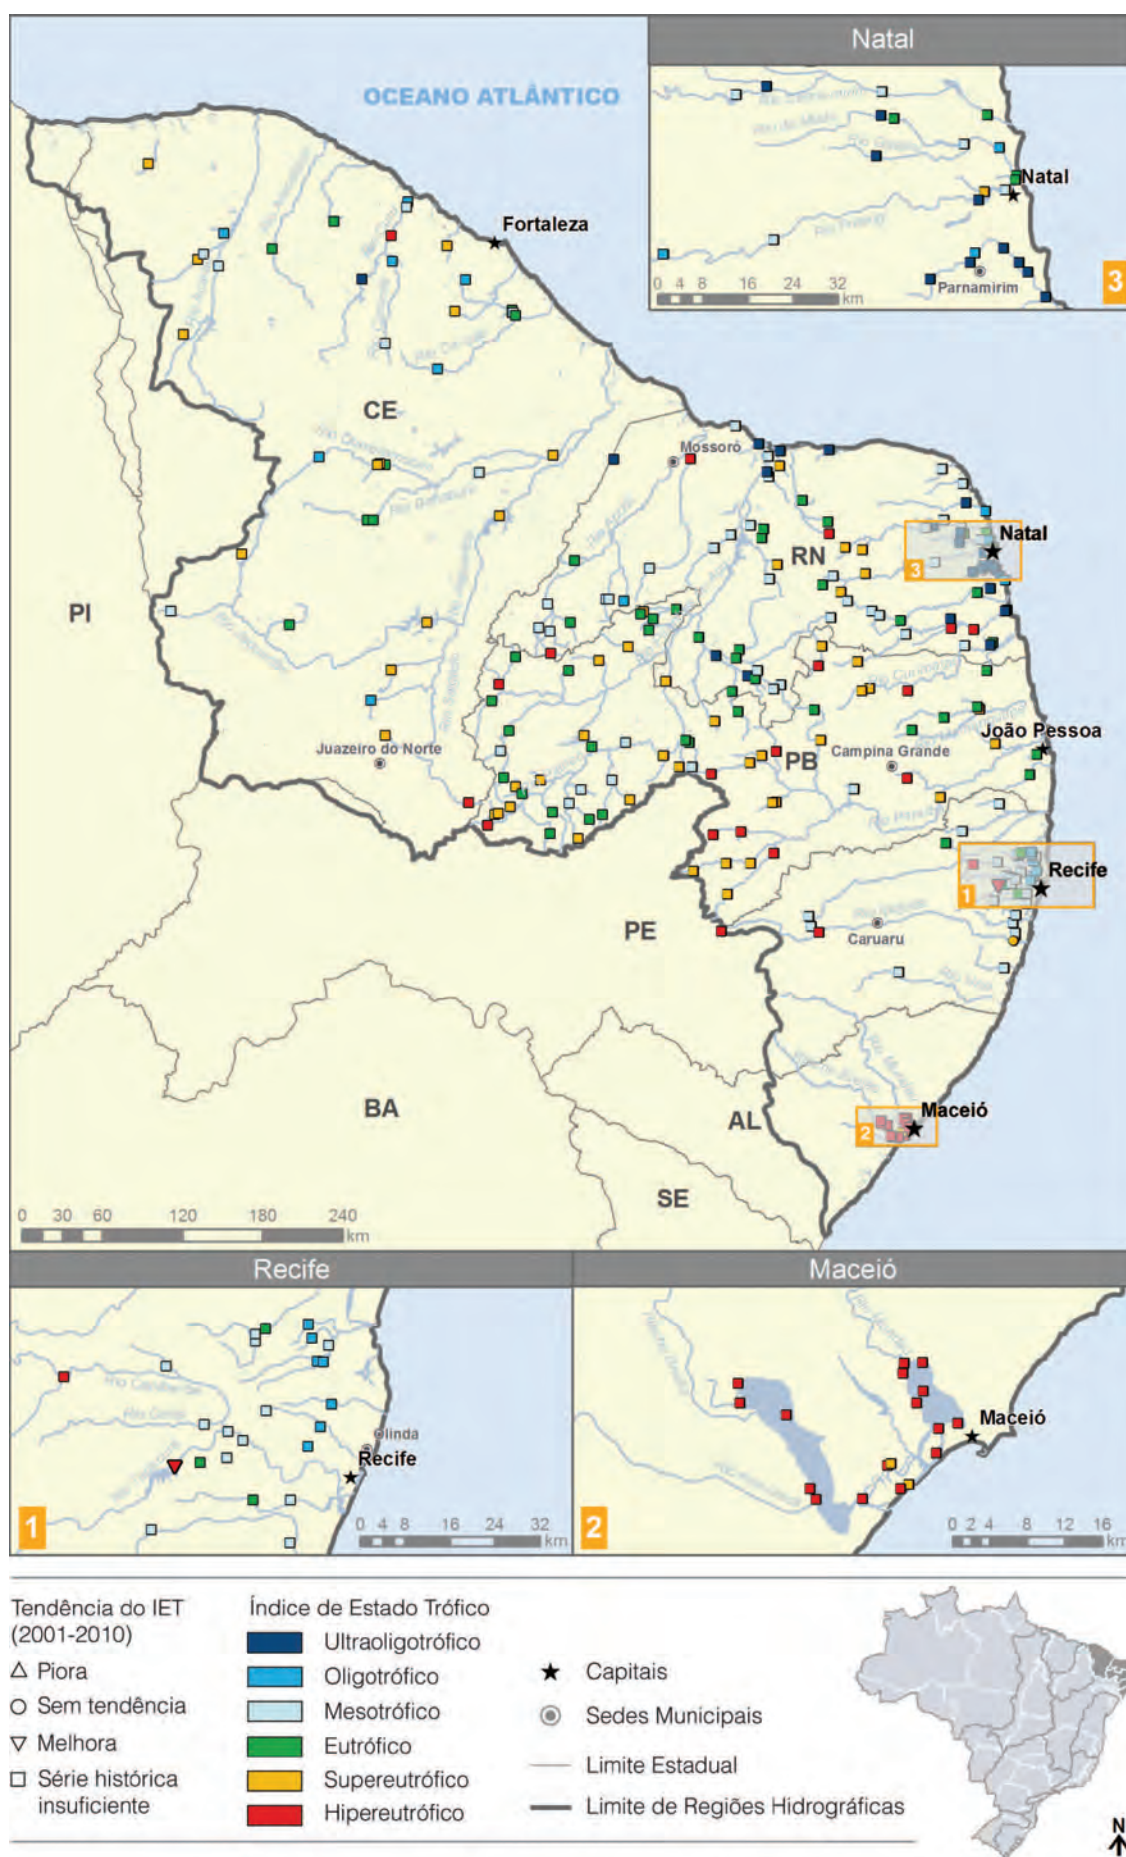 Natal
OCEANO ATLÂNTICO
Natal
Parnamirim
0 4 8 16 24 32
km
3
Fortaleza
CE
Mossoró
RN
Natal
3
PI
Juazeiro do Norte
João Pessoa
Campina Grande
PB
Recife
1
PE
Caruaru
Maceió
2
BA
AL
SE
0 30 60 120 180 240
km
Recife
Maceió
Olinda
Recife
1
0 4 8 16 24 32
km
Maceió
2
0 2 4 8 12 16
km
Tendência do IET
(2001-2010)
Piora
Sem tendência
Melhora
Série histórica
insuficiente
Índice de Estado Trófico
Ultraoligotrófico
Oligotrófico
Mesotrófico
Eutrófico
Supereutrófico
Hipereutrófico
Capitais
Sedes Municipais
Limite Estadual
Limite de Regiões Hidrográficas
N